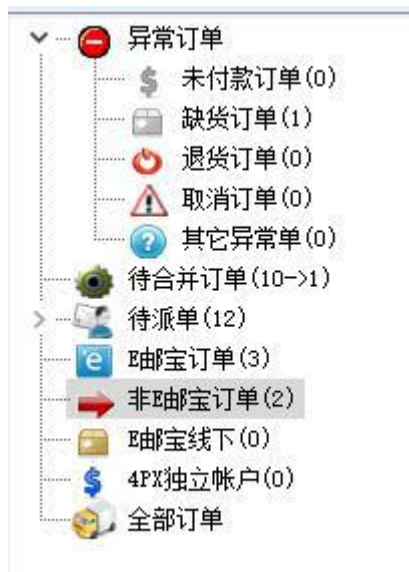 异常订单
未付款订单(0)
缺货订单(1)
退货订单(0)
取消订单(0)
其它异常单(0)
待合并订单(10->1)
待派单(12)
E邮宝订单(3)
非E邮宝订单(2)
E邮宝线下(0)
4PX独立帐户(0)
全部订单